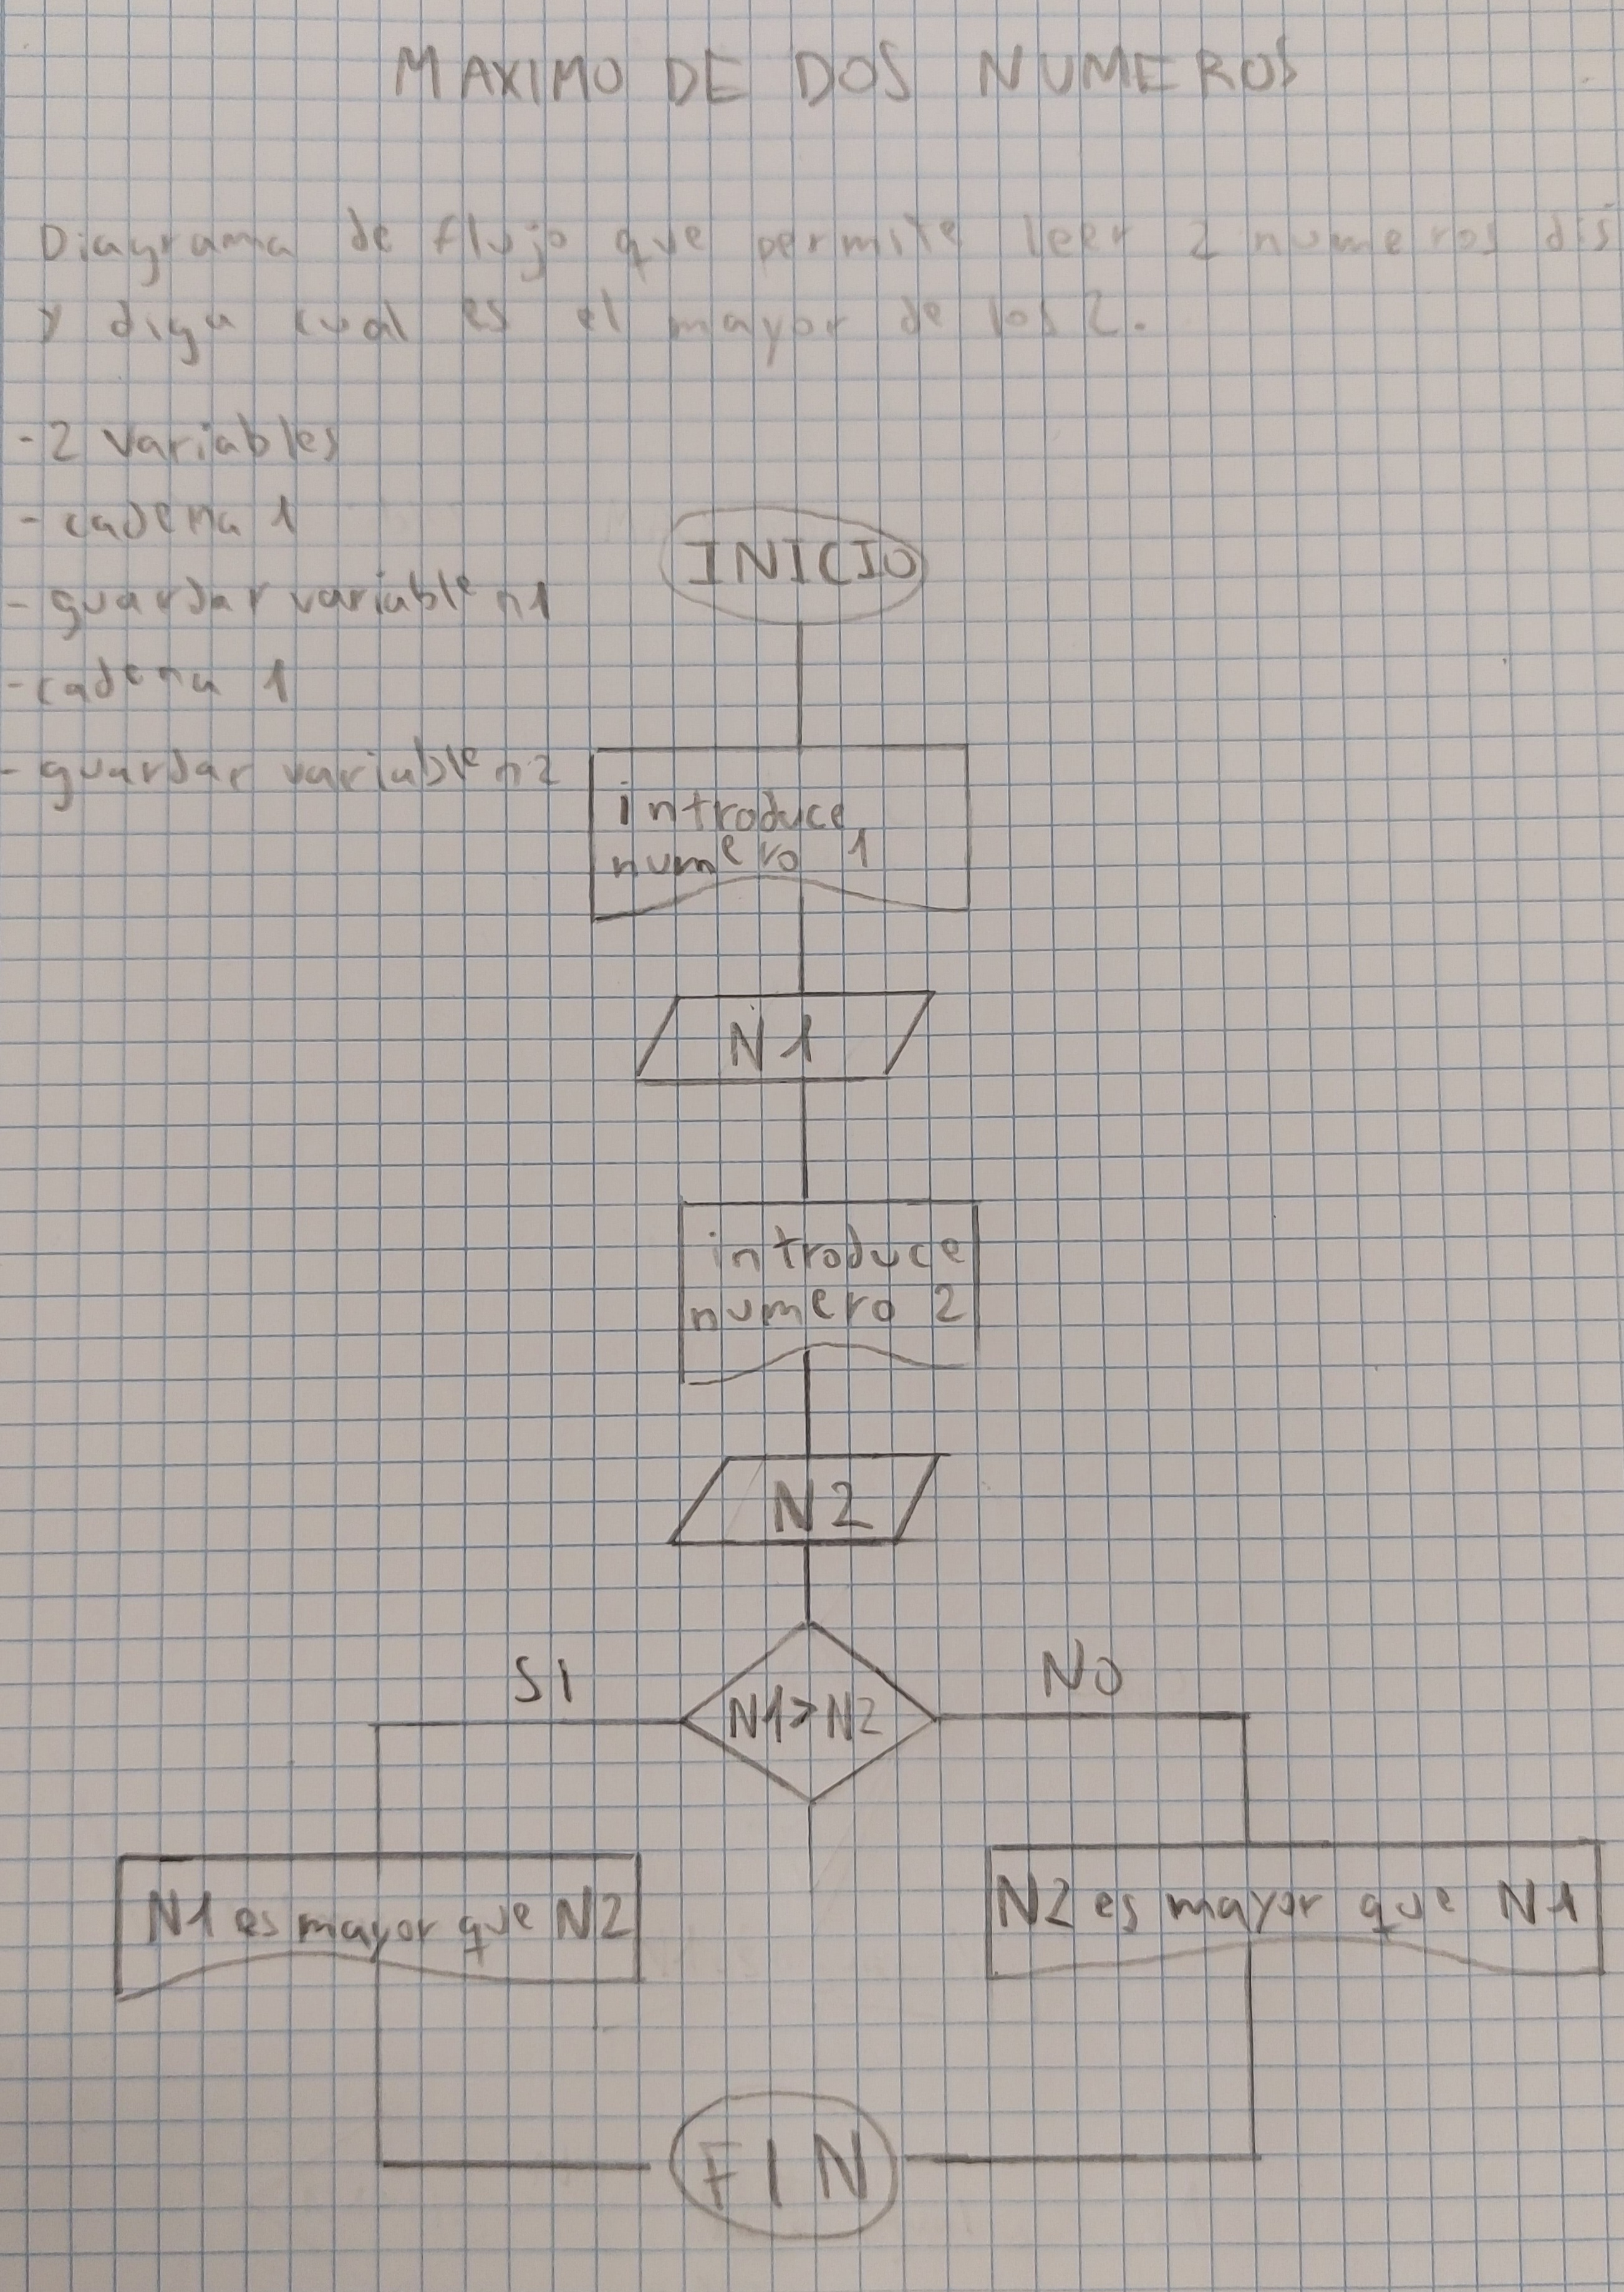 MAXIMO DE DOS NUMEROS
Diagrama de flujo que permite leer 2 numeros dis
y diga cual es el mayor de los 2.
- 2 variables
- cadena 1
- guardar variable n1
- cadena 1
- guardar variable n2
INICIO
introduce
numero 1
N1
introduce
numero 2
N2
SI
NO
N1>N2
N1 es mayor que N2
N2 es mayor que N1
FIN